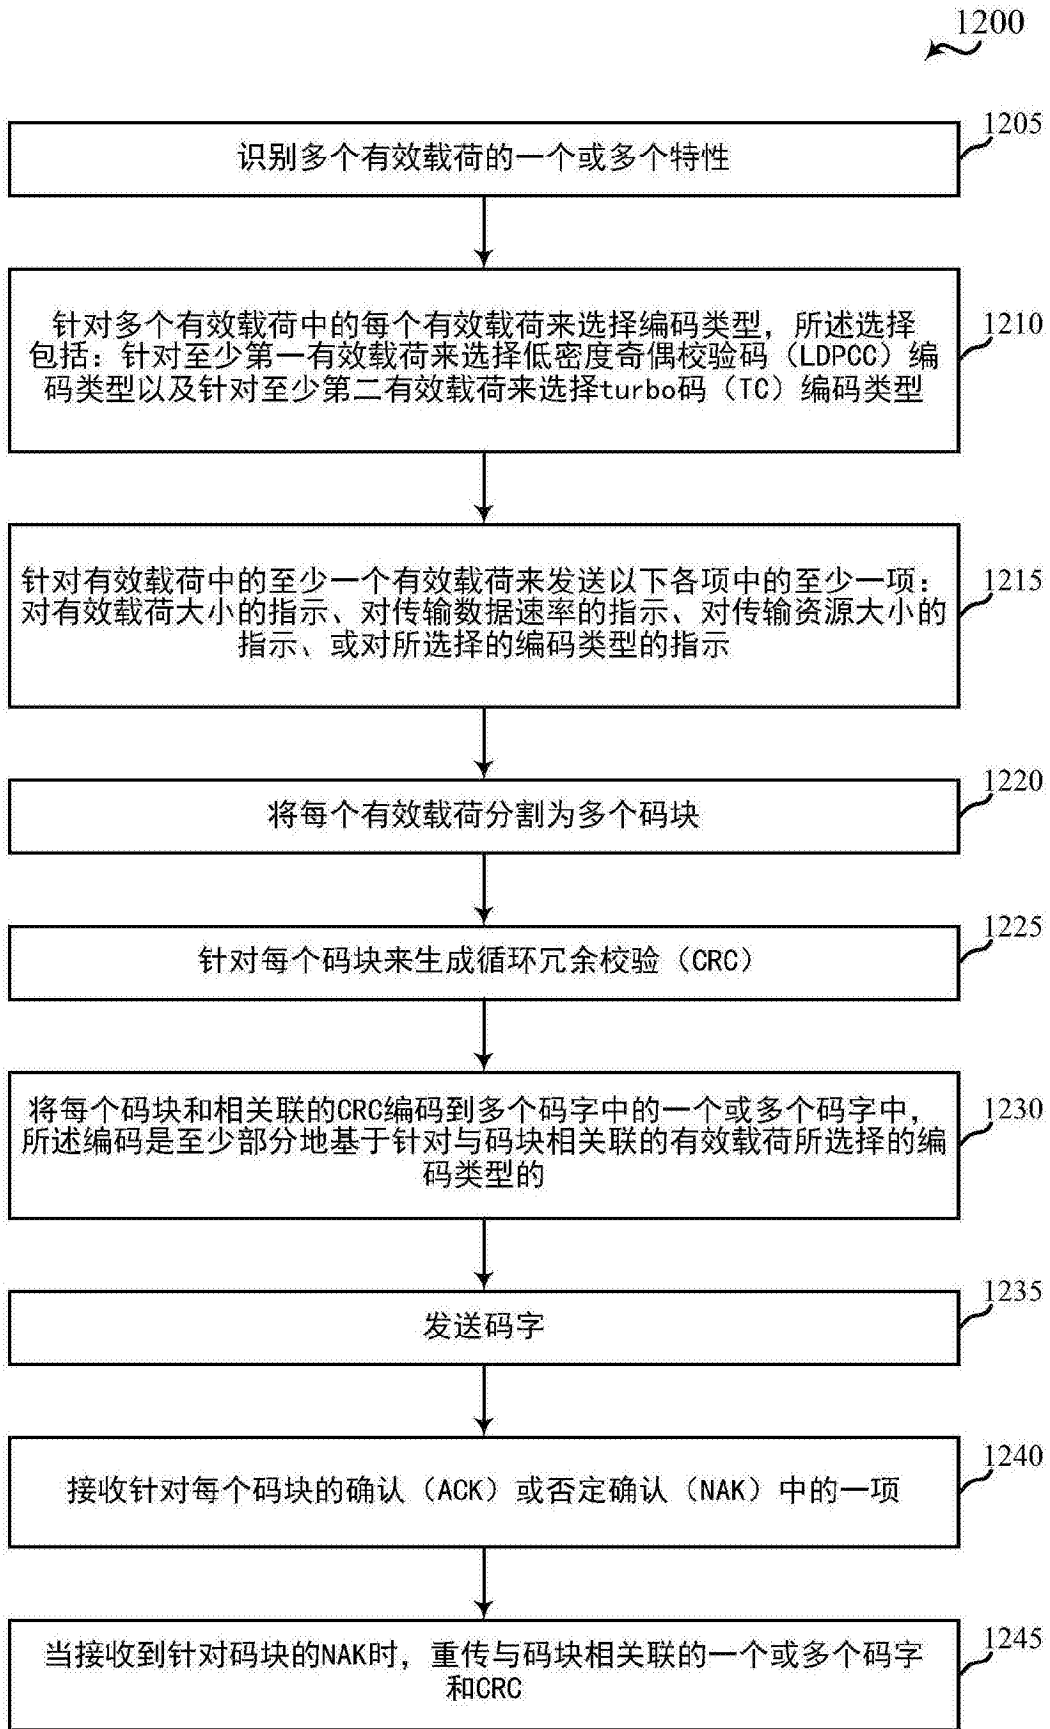 1200
1205
识别多个有效载荷的一个或多个特性
1210
针对多个有效载荷中的每个有效载荷来选择编码类型，所述选择
包括：针对至少第一有效载荷来选择低密度奇偶校验码（LDPCC）编
码类型以及针对至少第二有效载荷来选择turbo码（TC）编码类型
1215
针对有效载荷中的至少一个有效载荷来发送以下各项中的至少一项：
对有效载荷大小的指示、对传输数据速率的指示、对传输资源大小的
指示、或对所选择的编码类型的指示
1220
将每个有效载荷分割为多个码块
1225
针对每个码块来生成循环冗余校验（CRC）
1230
将每个码块和相关联的CRC编码到多个码字中的一个或多个码字中，
所述编码是至少部分地基于针对与码块相关联的有效载荷所选择的编
码类型的
1235
发送码字
1240
接收针对每个码块的确认（ACK）或否定确认（NAK）中的一项
1245
当接收到针对码块的NAK时，重传与码块相关联的一个或多个码字
和CRC